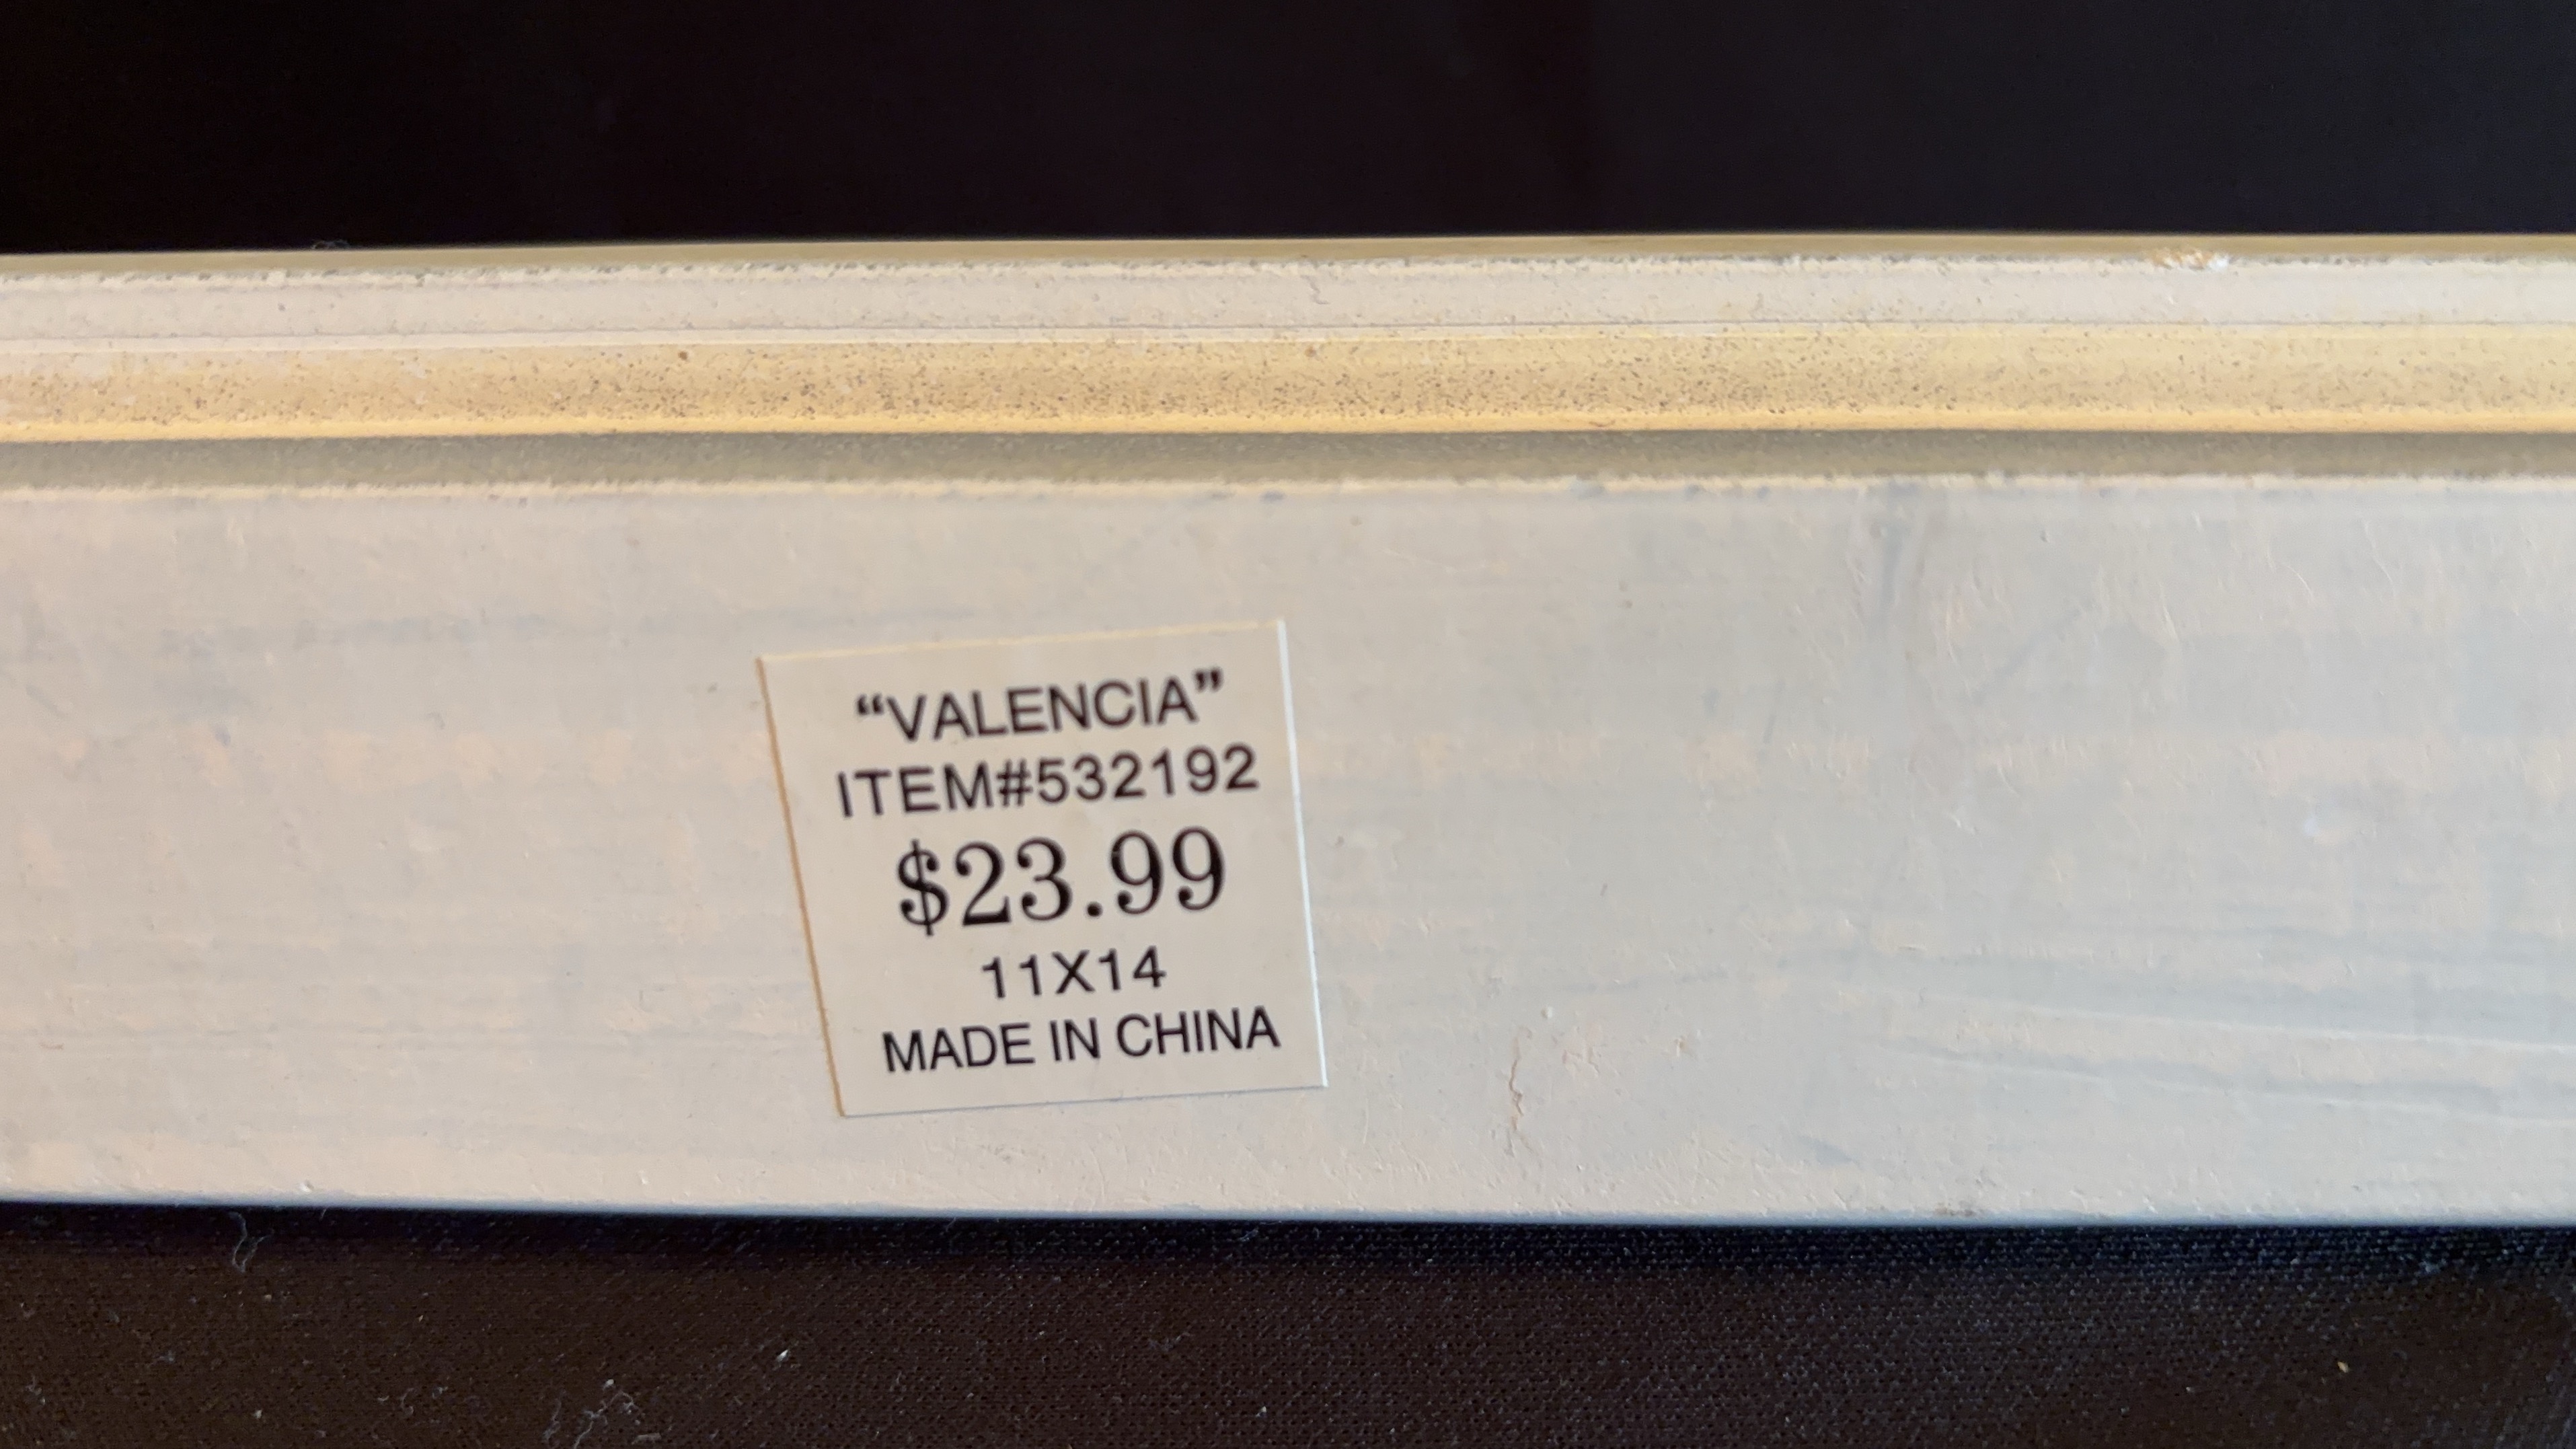 “VALENCIA”
ITEM#532192
$23.99
11X14
MADE IN CHINA